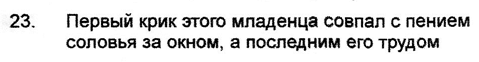 23. Первый крик этого младенца совпал с пением
соловья за окном, а последним его трудом